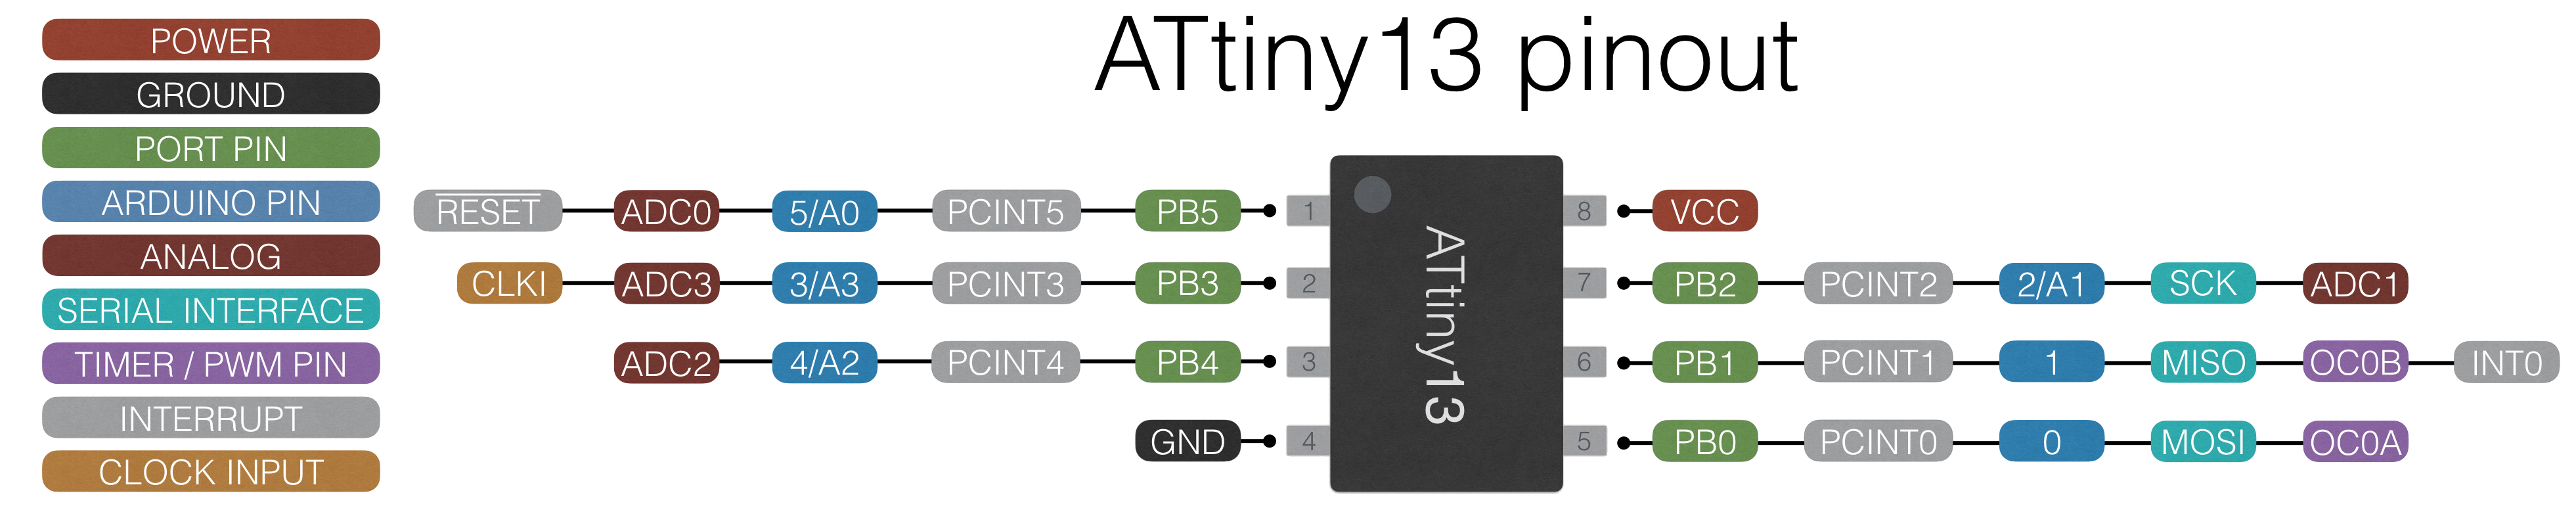 ATtiny13 pinout
POWER
GROUND
PORT PIN
ARDUINO PIN
ANALOG
SERIAL INTERFACE
TIMER / PWM PIN
INTERRUPT
CLOCK INPUT
RESET ADC0 5/A0 PCINT5 PB5 1
CLKI ADC3 3/A3 PCINT3 PB3 2
ADC2 4/A2 PCINT4 PB4 3
GND 4
ATtiny13
8 VCC
7 PB2 PCINT2 2/A1 SCK ADC1
6 PB1 PCINT1 1 MISO OC0B INT0
5 PB0 PCINT0 0 MOSI OC0A